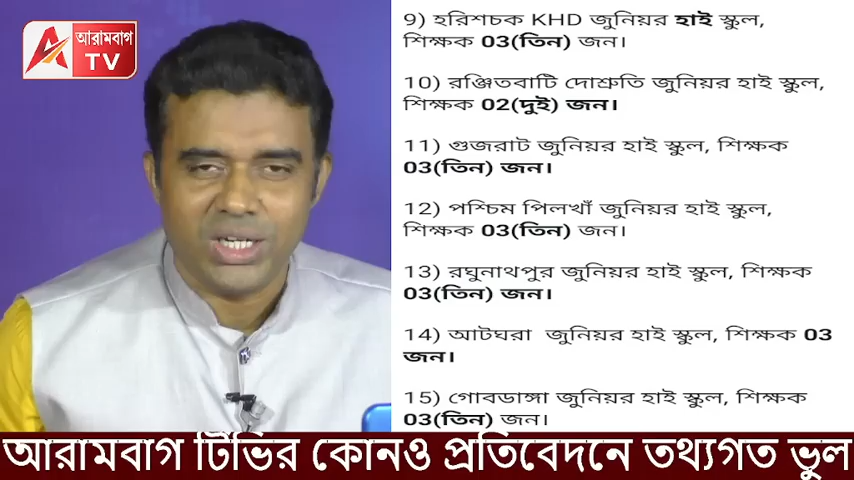 আরামবাগ
TV
9) হরিশচক KHD জুনিয়র হাই স্কুল,
শিক্ষক 03(তিন) জন।
10) রঞ্জিতবাটি দোশ্রুতি জুনিয়র হাই স্কুল,
শিক্ষক 02(দুই) জন।
11) গুজরাট জুনিয়র হাই স্কুল, শিক্ষক
03(তিন) জন।
12) পশ্চিম পিলখাঁ জুনিয়র হাই স্কুল,
শিক্ষক 03(তিন) জন।
13) রঘুনাথপুর জুনিয়র হাই স্কুল, শিক্ষক
03(তিন) জন।
14) আটঘরা জুনিয়র হাই স্কুল, শিক্ষক 03
জন।
15) গোবডাঙ্গা জুনিয়র হাই স্কুল, শিক্ষক
03(তিন) জন।
আরামবাগ টিভির কোনও প্রতিবেদনে তথ্যগত ভুল